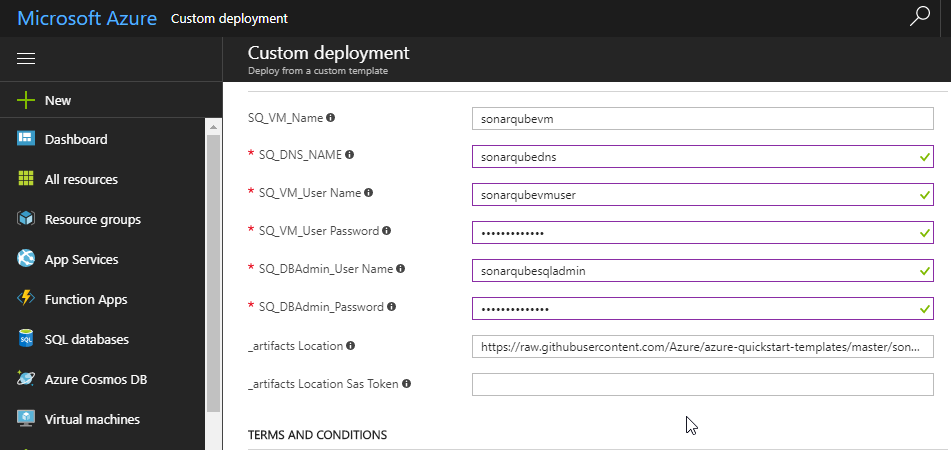 Microsoft Azure Custom deployment
Custom deployment
Deploy from a custom template
New
Dashboard
All resources
Resource groups
App Services
Function Apps
SQL databases
Azure Cosmos DB
Virtual machines
SQ_VM_Name sonarqubevm
* SQ_DNS_NAME sonarqubedns
* SQ_VM_User Name sonarqubevmuser
* SQ_VM_User Password •••••••••••••
* SQ_DBAdmin_User Name sonarqubesqladmin
* SQ_DBAdmin_Password ••••••••••••••
_artifacts Location https://raw.githubusercontent.com/Azure/azure-quickstart-templates/master/son...
_artifacts Location Sas Token
TERMS AND CONDITIONS